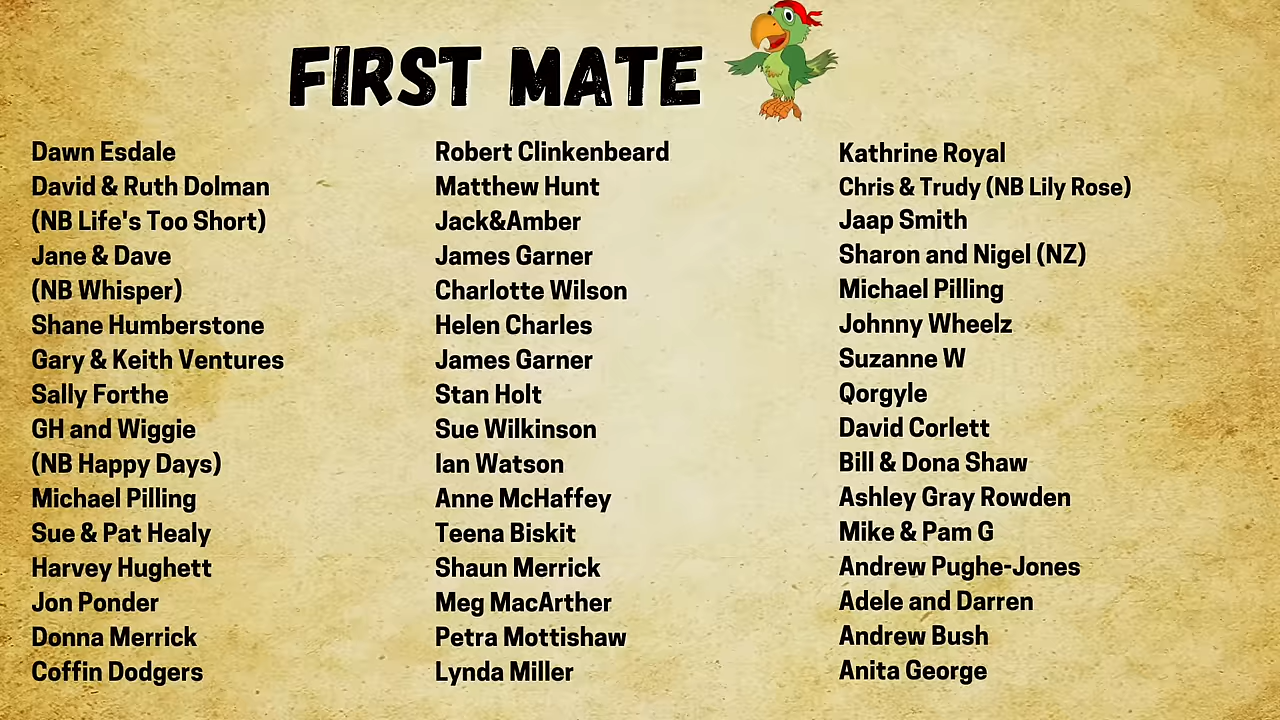 FIRST MATE
Dawn Esdale
David & Ruth Dolman
(NB Life's Too Short)
Jane & Dave
(NB Whisper)
Shane Humberstone
Gary & Keith Ventures
Sally Forthe
GH and Wiggie
(NB Happy Days)
Michael Pilling
Sue & Pat Healy
Harvey Hughett
Jon Ponder
Donna Merrick
Coffin Dodgers
Robert Clinkenbeard
Matthew Hunt
Jack&Amber
James Garner
Charlotte Wilson
Helen Charles
James Garner
Stan Holt
Sue Wilkinson
Ian Watson
Anne McHaffey
Teena Biskit
Shaun Merrick
Meg MacArther
Petra Mottishaw
Lynda Miller
Kathrine Royal
Chris & Trudy (NB Lily Rose)
Jaap Smith
Sharon and Nigel (NZ)
Michael Pilling
Johnny Wheelz
Suzanne W
Qorgyle
David Corlett
Bill & Dona Shaw
Ashley Gray Rowden
Mike & Pam G
Andrew Pughe-Jones
Adele and Darren
Andrew Bush
Anita George